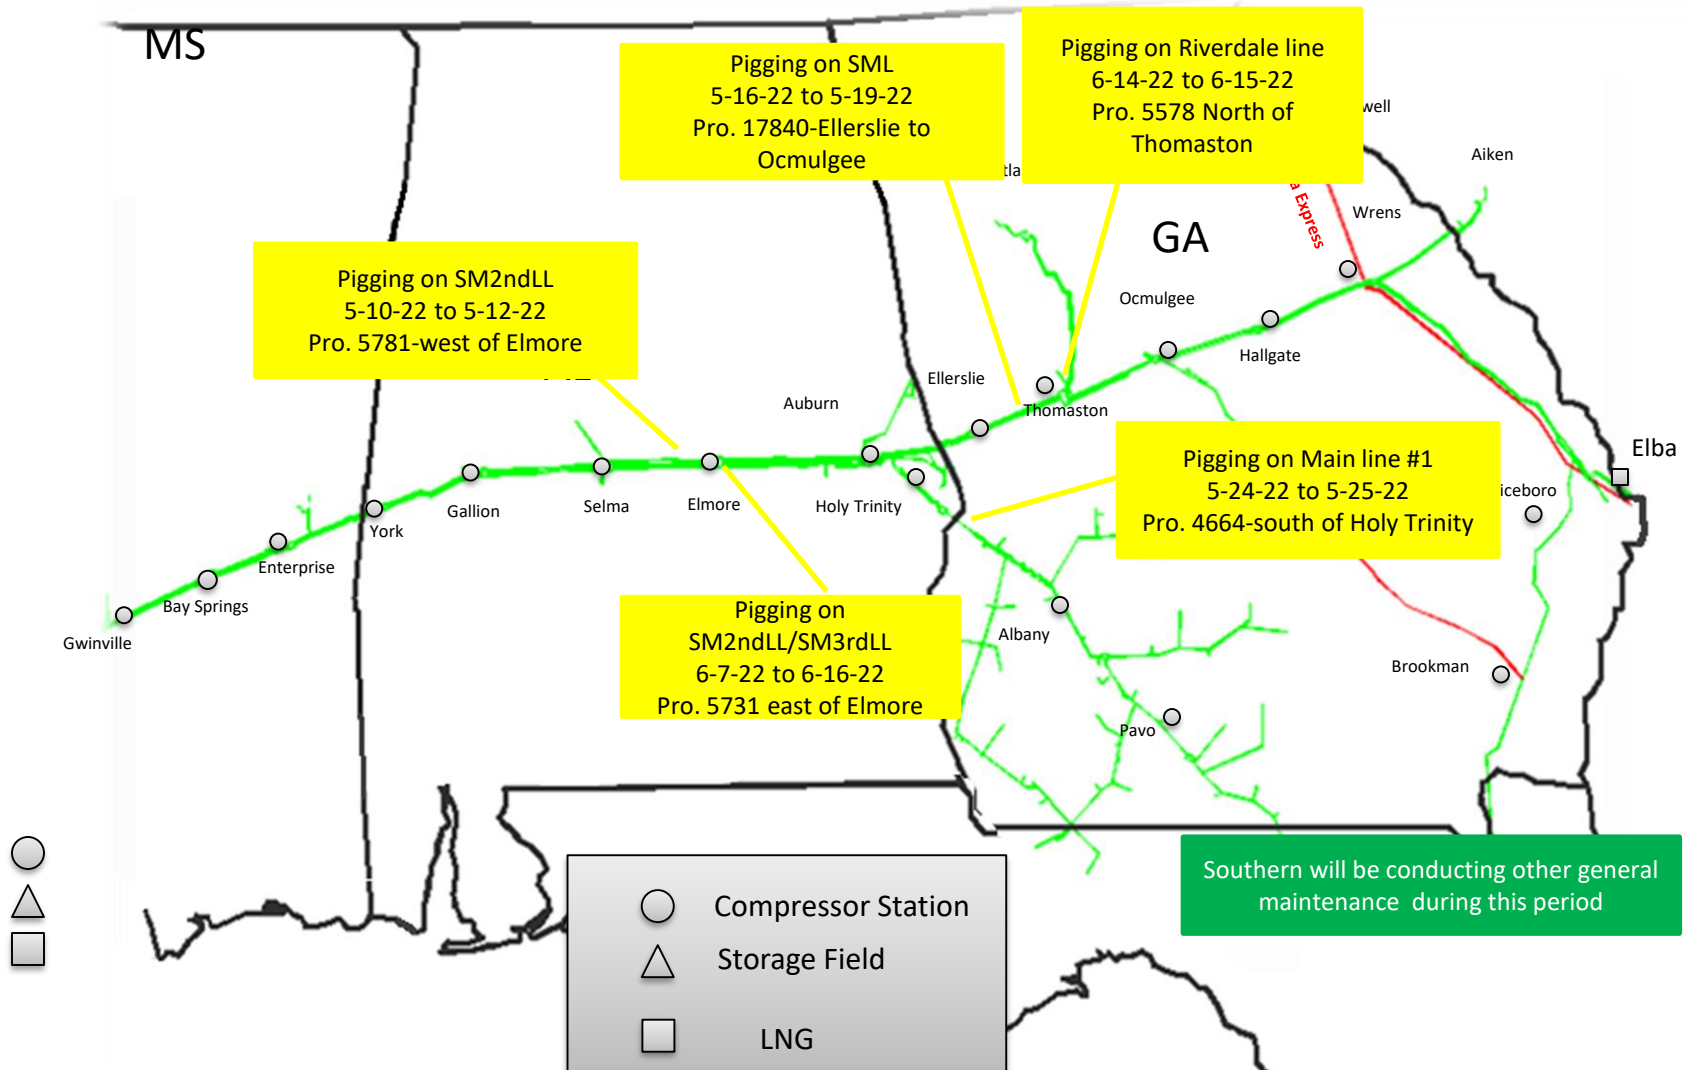 MS
Pigging on SML
5-16-22 to 5-19-22
Pro. 17840-Ellerslie to
Ocmulgee
Pigging on Riverdale line
6-14-22 to 6-15-22
Pro. 5578 North of
Thomaston
Aiken
Wrens
Express
GA
Pigging on SM2ndLL
5-10-22 to 5-12-22
Pro. 5781-west of Elmore
Ocmulgee
Hallgate
Ellerslie
Auburn
Thomaston
Pigging on Main line #1
5-24-22 to 5-25-22
Pro. 4664-south of Holy Trinity
Elba
Holy Trinity
Elmore
Selma
Gallion
York
Enterprise
Bay Springs
Gwinville
Pigging on
SM2ndLL/SM3rdLL
6-7-22 to 6-16-22
Pro. 5731 east of Elmore
Albany
Brookman
Pavo
Southern will be conducting other general
maintenance during this period
Compressor Station
Storage Field
LNG